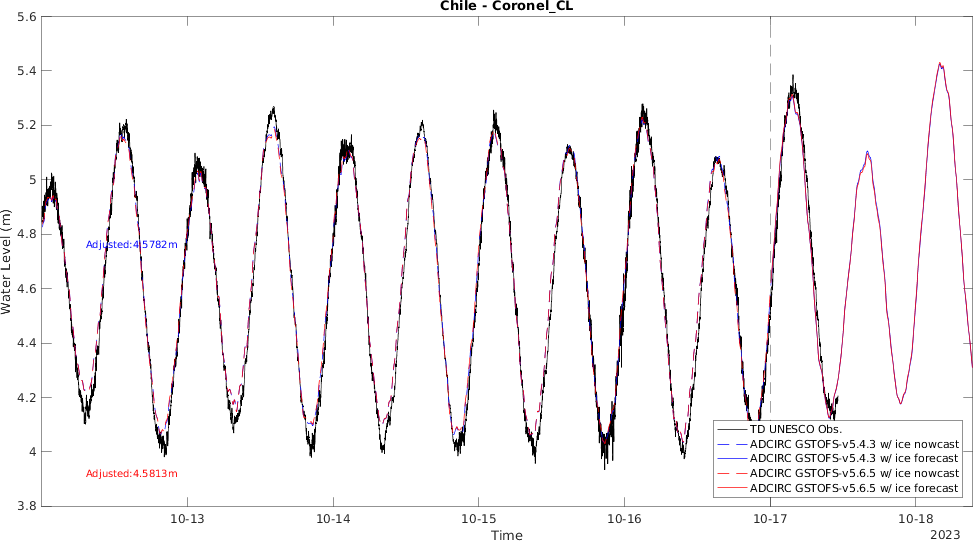 Chile - Coronel_CL
5.6
5.4
5.2
5
4.8
4.6
4.4
4.2
4
3.8
Water Level (m)
Adjusted:4.5782m
Adjusted:4.5813m
TD UNESCO Obs.
ADCIRC GSTOFS-v5.4.3 w/ ice nowcast
ADCIRC GSTOFS-v5.4.3 w/ ice forecast
ADCIRC GSTOFS-v5.6.5 w/ ice nowcast
ADCIRC GSTOFS-v5.6.5 w/ ice forecast
10-13
10-14
10-15
10-16
10-17
10-18
Time
2023